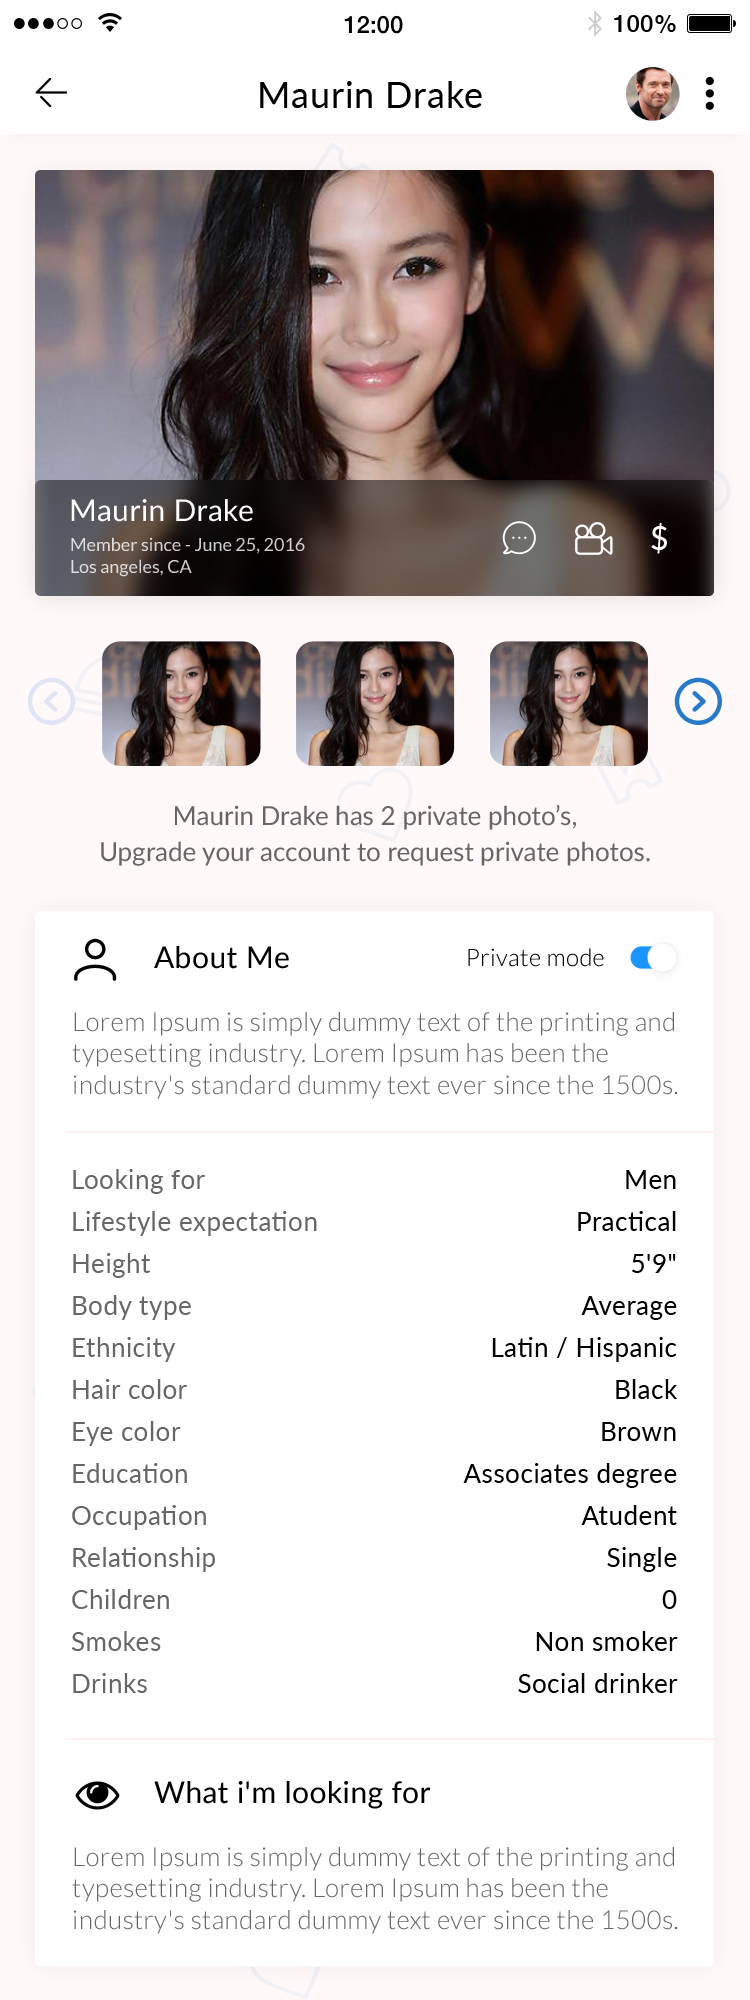 12:00
100%
Maurin Drake
Maurin Drake
Member since - June 25, 2016
Los angeles, CA
$
Maurin Drake has 2 private photo’s,
Upgrade your account to request private photos.
About Me
Private mode
Lorem Ipsum is simply dummy text of the printing and
typesetting industry. Lorem Ipsum has been the
industry's standard dummy text ever since the 1500s.
Looking for Men
Lifestyle expectation Practical
Height 5'9"
Body type Average
Ethnicity Latin / Hispanic
Hair color Black
Eye color Brown
Education Associates degree
Occupation Atudent
Relationship Single
Children 0
Smokes Non smoker
Drinks Social drinker
What i'm looking for
Lorem Ipsum is simply dummy text of the printing and
typesetting industry. Lorem Ipsum has been the
industry's standard dummy text ever since the 1500s.